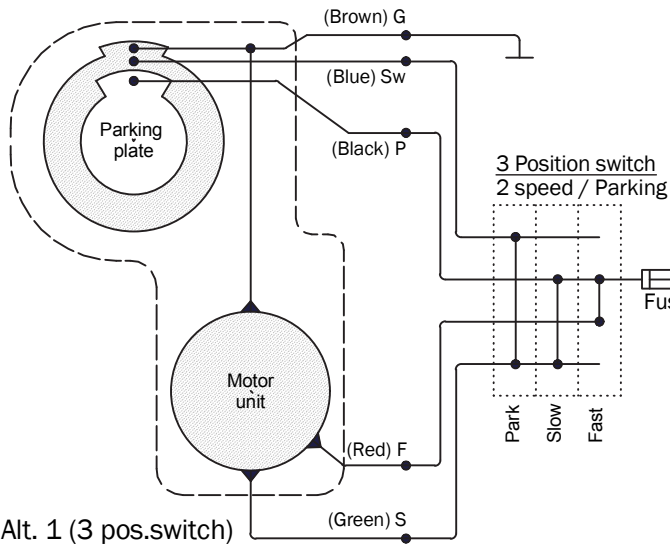 (Brown) G
(Blue) Sw
Parking
plate
(Black) P
3 Position switch
2 speed / Parking
Motor
unit
Park
Slow
Fast
(Red) F
(Green) S
Alt. 1 (3 pos.switch)